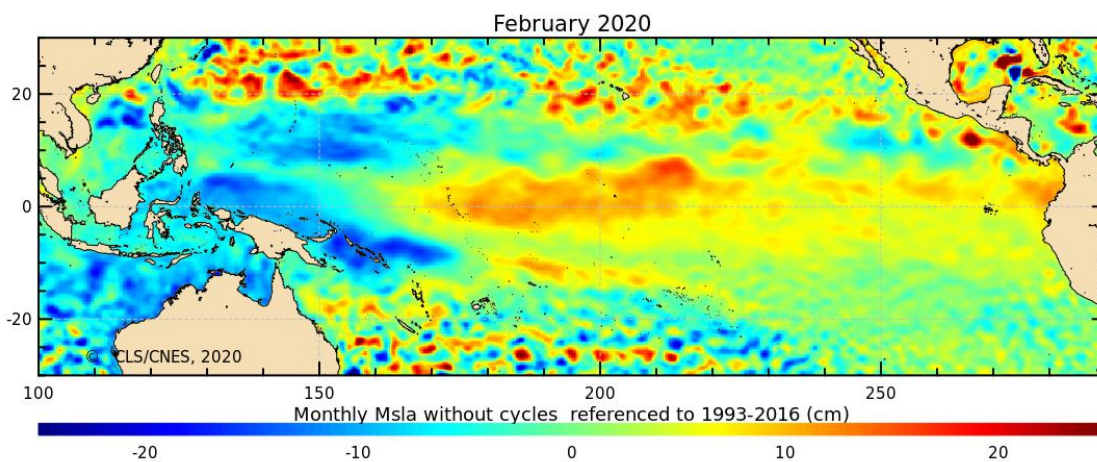 February 2020
20
0
-20
© CLS/CNES, 2020
100 150 200 250
Monthly Msla without cycles referenced to 1993-2016 (cm)
-20 -10 0 10 20